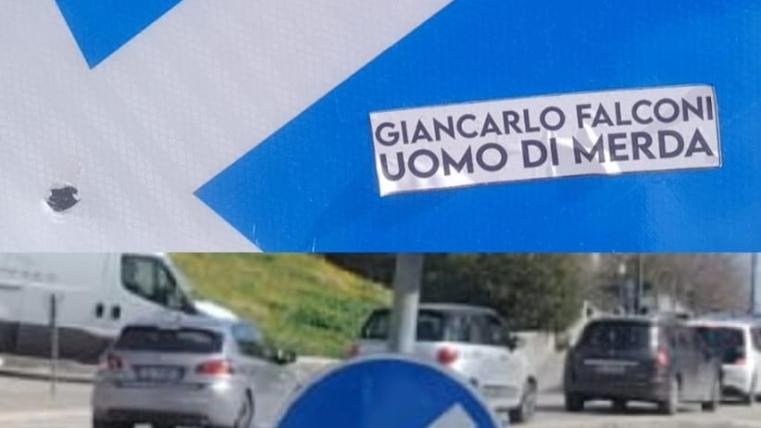 GIANCARLO FALCONI
UOMO DI MERDA